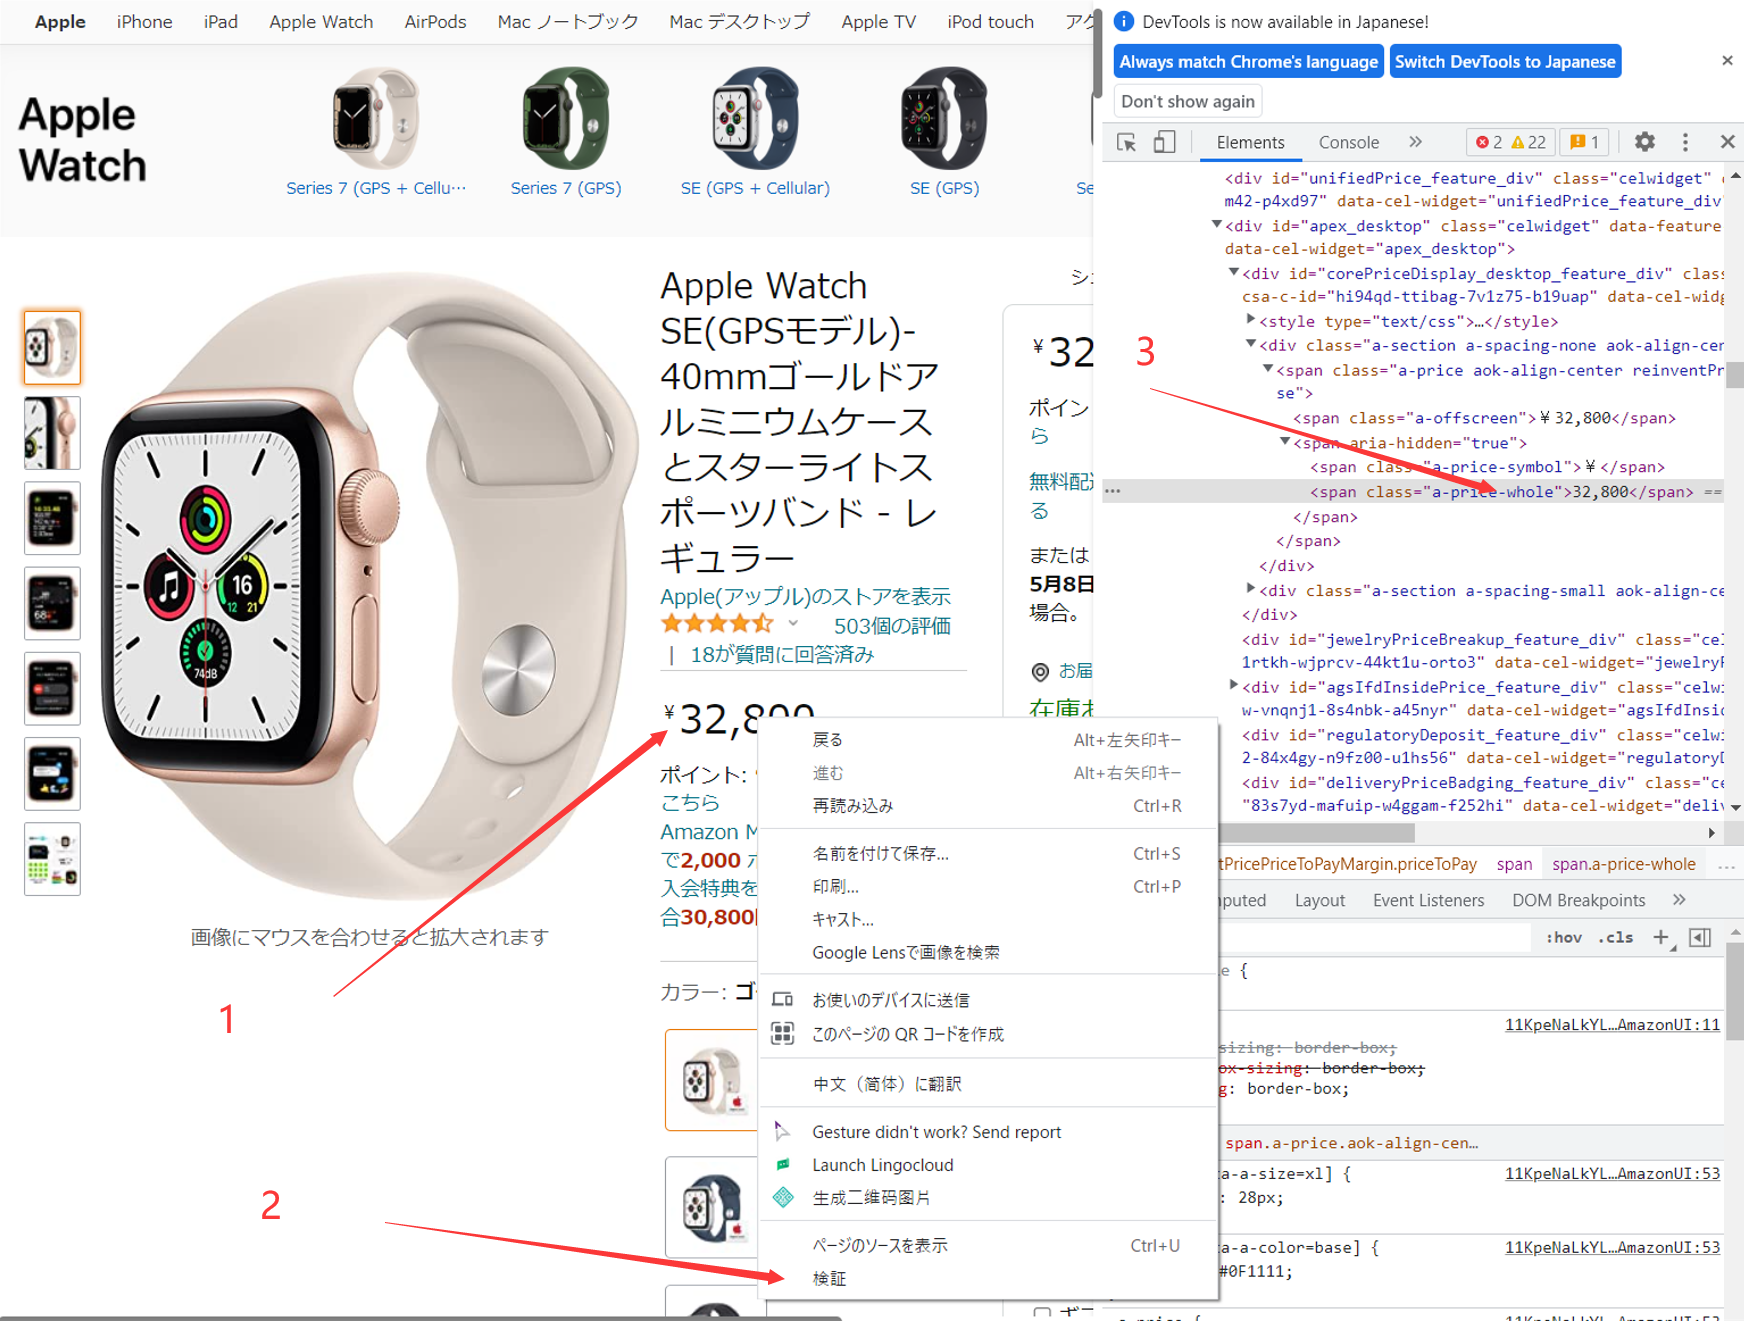 Apple iPhone iPad Apple Watch AirPods Mac ノートブック Mac デスクトップ Apple TV iPod touch アク
Apple
Watch
Series 7 (GPS + Cellu⋯
Series 7 (GPS)
SE (GPS + Cellular)
SE (GPS)
Se
Apple Watch
SE(GPSモデル)-
40mmゴールドア
ルミニウムケース
とスターライトス
ポーツバンド - レ
ギュラー
Apple(アップル)のストアを表示
503個の評価
| 18が質問に回答済み
¥32,800
ポイント:
こちら
Amazon M
で2,000 ポ
入会特典を
合30,800
画像にマウスを合わせると拡大されます
カラー: ゴ
16
12 21
74dB
1
2
3
¥32
ポイン
ら
無料配送
る
または
5月8日
場合。
お届
在庫あ
戻る Alt+左矢印キー
進む Alt+右矢印キー
再読み込み Ctrl+R
名前を付けて保存... Ctrl+S
印刷... Ctrl+P
キャスト...
Google Lensで画像を検索
お使いのデバイスに送信
このページの QR コードを作成
中文（简体）に翻訳
Gesture didn't work? Send report
Launch Lingocloud
生成二维码图片
ページのソースを表示 Ctrl+U
検証
DevTools is now available in Japanese!
Always match Chrome's language Switch DevTools to Japanese
Don't show again
Elements Console » 2 22 1
<div id="unifiedPrice_feature_div" class="celwidget"
m42-p4xd97" data-cel-widget="unifiedPrice_feature_div"
<div id="apex_desktop" class="celwidget" data-feature
data-cel-widget="apex_desktop">
<div id="corePriceDisplay_desktop_feature_div" class
csa-c-id="hi94qd-ttibag-7v1z75-b19uap" data-cel-widg
<style type="text/css">…</style>
<div class="a-section a-spacing-none aok-align-cen
<span class="a-price aok-align-center reinventPr
se">
<span class="a-offscreen">¥32,800</span>
<span aria-hidden="true">
<span class="a-price-symbol">¥</span>
<span class="a-price-whole">32,800</span> ==
</span>
</span>
</div>
<div class="a-section a-spacing-small aok-align-ce
</div>
<div id="jewelryPriceBreakup_feature_div" class="cel
1rtkh-wjprcv-44kt1u-orto3" data-cel-widget="jewelryP
<div id="agsIfdInsidePrice_feature_div" class="celwi
w-vnqnj1-8s4nbk-a45nyr" data-cel-widget="agsIfdInsid
<div id="regulatoryDeposit_feature_div" class="celwi
2-84x4gy-n9fz00-u1hs56" data-cel-widget="regulatoryD
<div id="deliveryPriceBadging_feature_div" class="ce
"83s7yd-mafuip-w4ggam-f252hi" data-cel-widget="deliv
tPricePriceToPayMargin.priceToPay span span.a-price-whole ...
nputed Layout Event Listeners DOM Breakpoints »
:hov .cls +
e {
11KpeNaLkYL…AmazonUI:11
sizing: border-box;
ox-sizing: border-box;
g: border-box;
span.a-price.aok-align-cen…
ta-a-size=xl] { 11KpeNaLkYL…AmazonUI:53
: 28px;
ta-a-color=base] { 11KpeNaLkYL…AmazonUI:53
#0F1111;